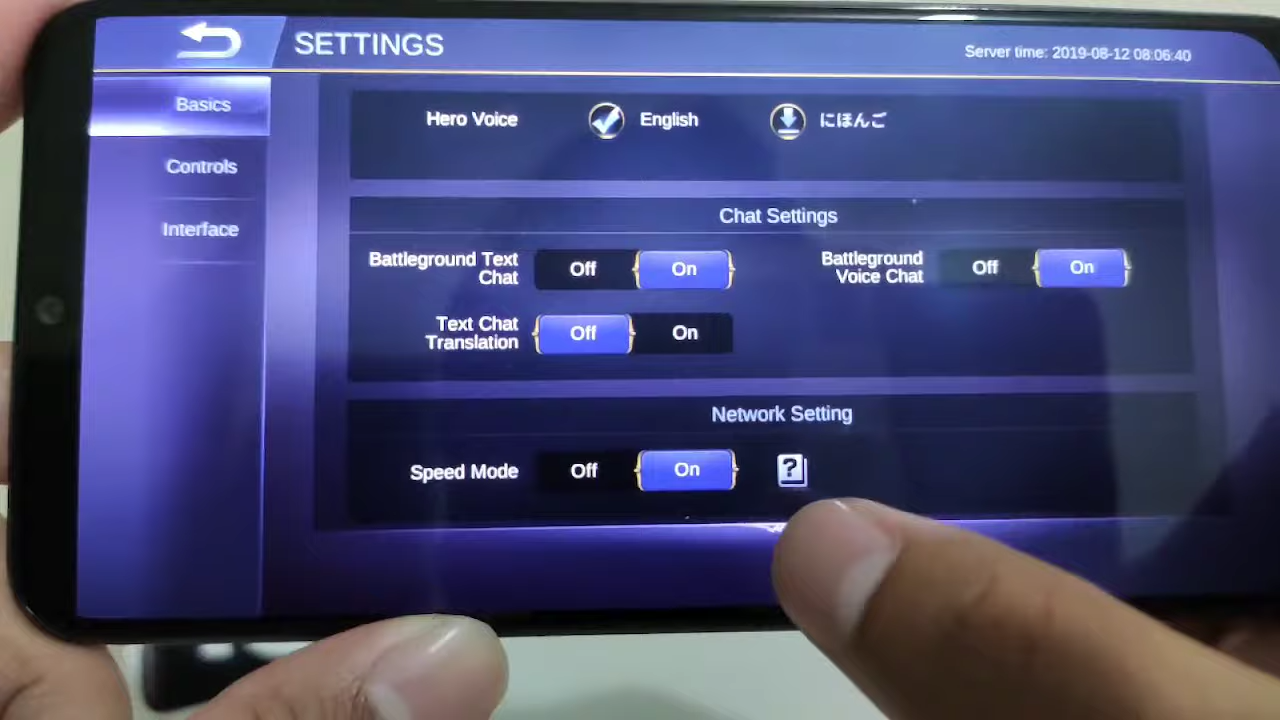 SETTINGS
Server time: 2019-08-12 08:06:40
Basics
Controls
Interface
Hero Voice
English
にほんご
Chat Settings
Battleground Text
Chat
Off
On
Battleground
Voice Chat
Off
On
Text Chat
Translation
Off
On
Network Setting
Speed Mode
Off
On
?